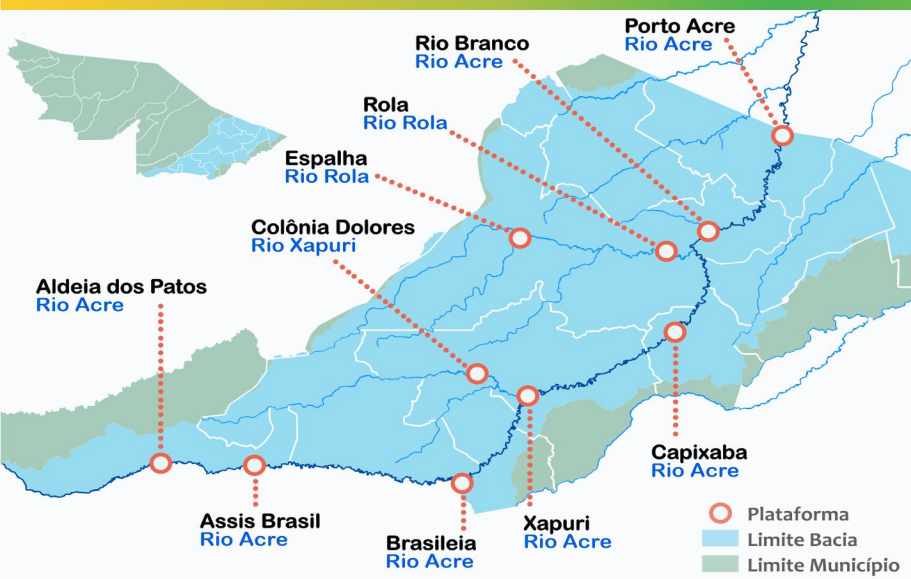 Porto Acre
Rio Acre
Rio Branco
Rio Acre
Rola
Rio Rola
Espalha
Rio Rola
Colônia Dolores
Rio Xapuri
Aldeia dos Patos
Rio Acre
Capixaba
Rio Acre
Assis Brasil
Rio Acre
Brasileia
Rio Acre
Xapuri
Rio Acre
Plataforma
Limite Bacia
Limite Município